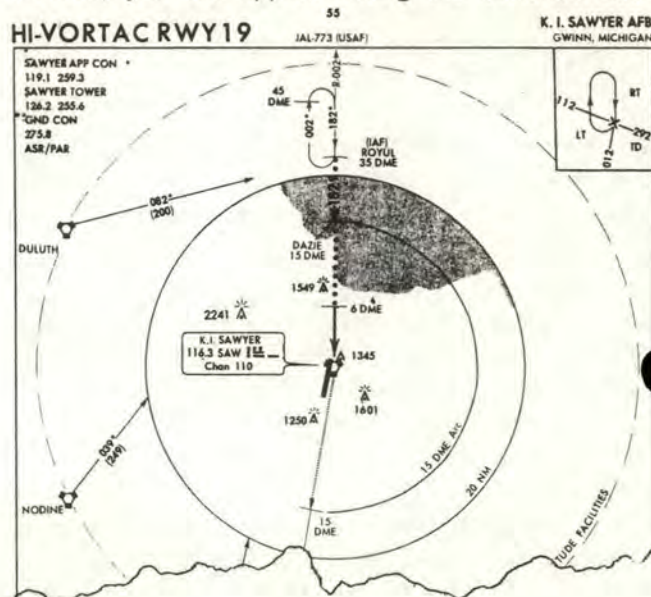 55
HI-VORTAC RWY19
JAL-773 (USAF)
K. I. SAWYER AFB
GWINN, MICHIGAN
SAWYER APP CON
119.1 259.3
SAWYER TOWER
126.2 255.6
GND CON
275.8
ASR/PAR
R-002
45
DME
002°
182°
(IAF)
ROYUL
35 DME
RT
112
292
LT
TD
012
082°
(200)
182°
DULUTH
DAZIE
15 DME
1549
6 DME
2241
K.I. SAWYER
116.3 SAW
Chan 110
1345
1250
1601
15 DME Arc
20 NM
039°
(249)
NODINE
15
DME
TUDE FACILITIES